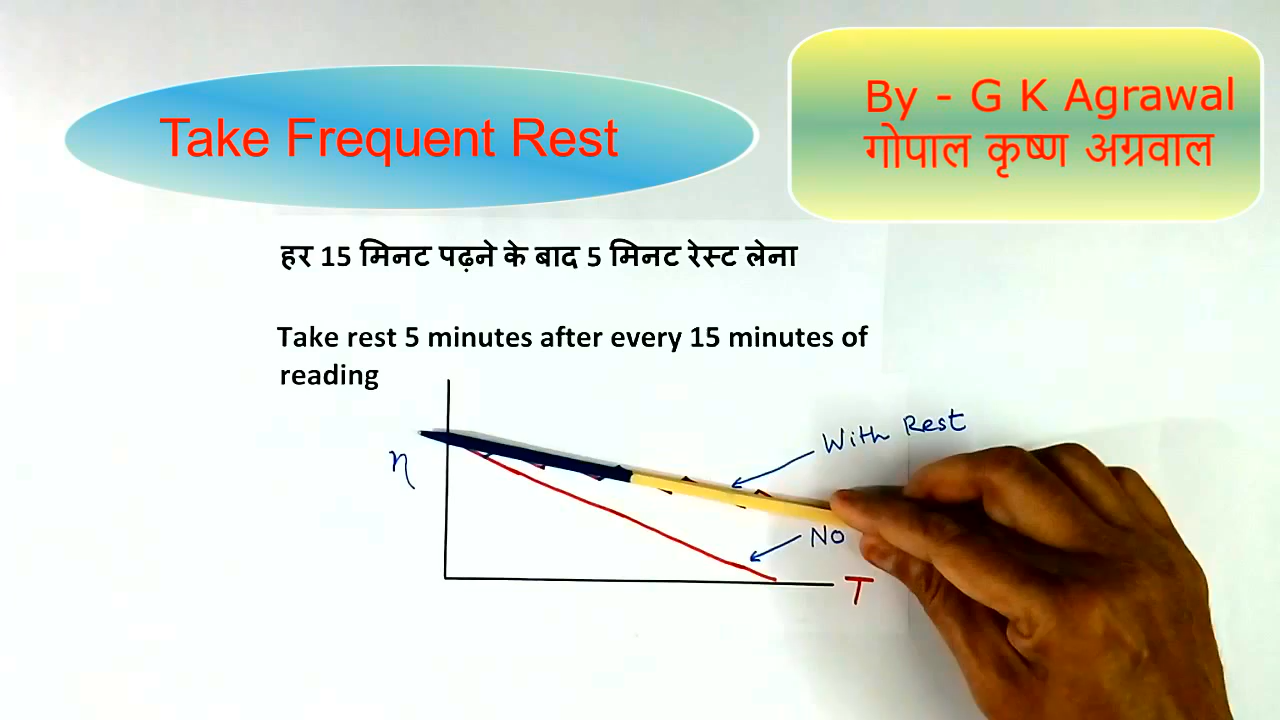 Take Frequent Rest
By - G K Agrawal
गोपाल कृष्ण अग्रवाल
हर 15 मिनट पढ़ने के बाद 5 मिनट रेस्ट लेना
Take rest 5 minutes after every 15 minutes of
reading
With Rest
η
No
T